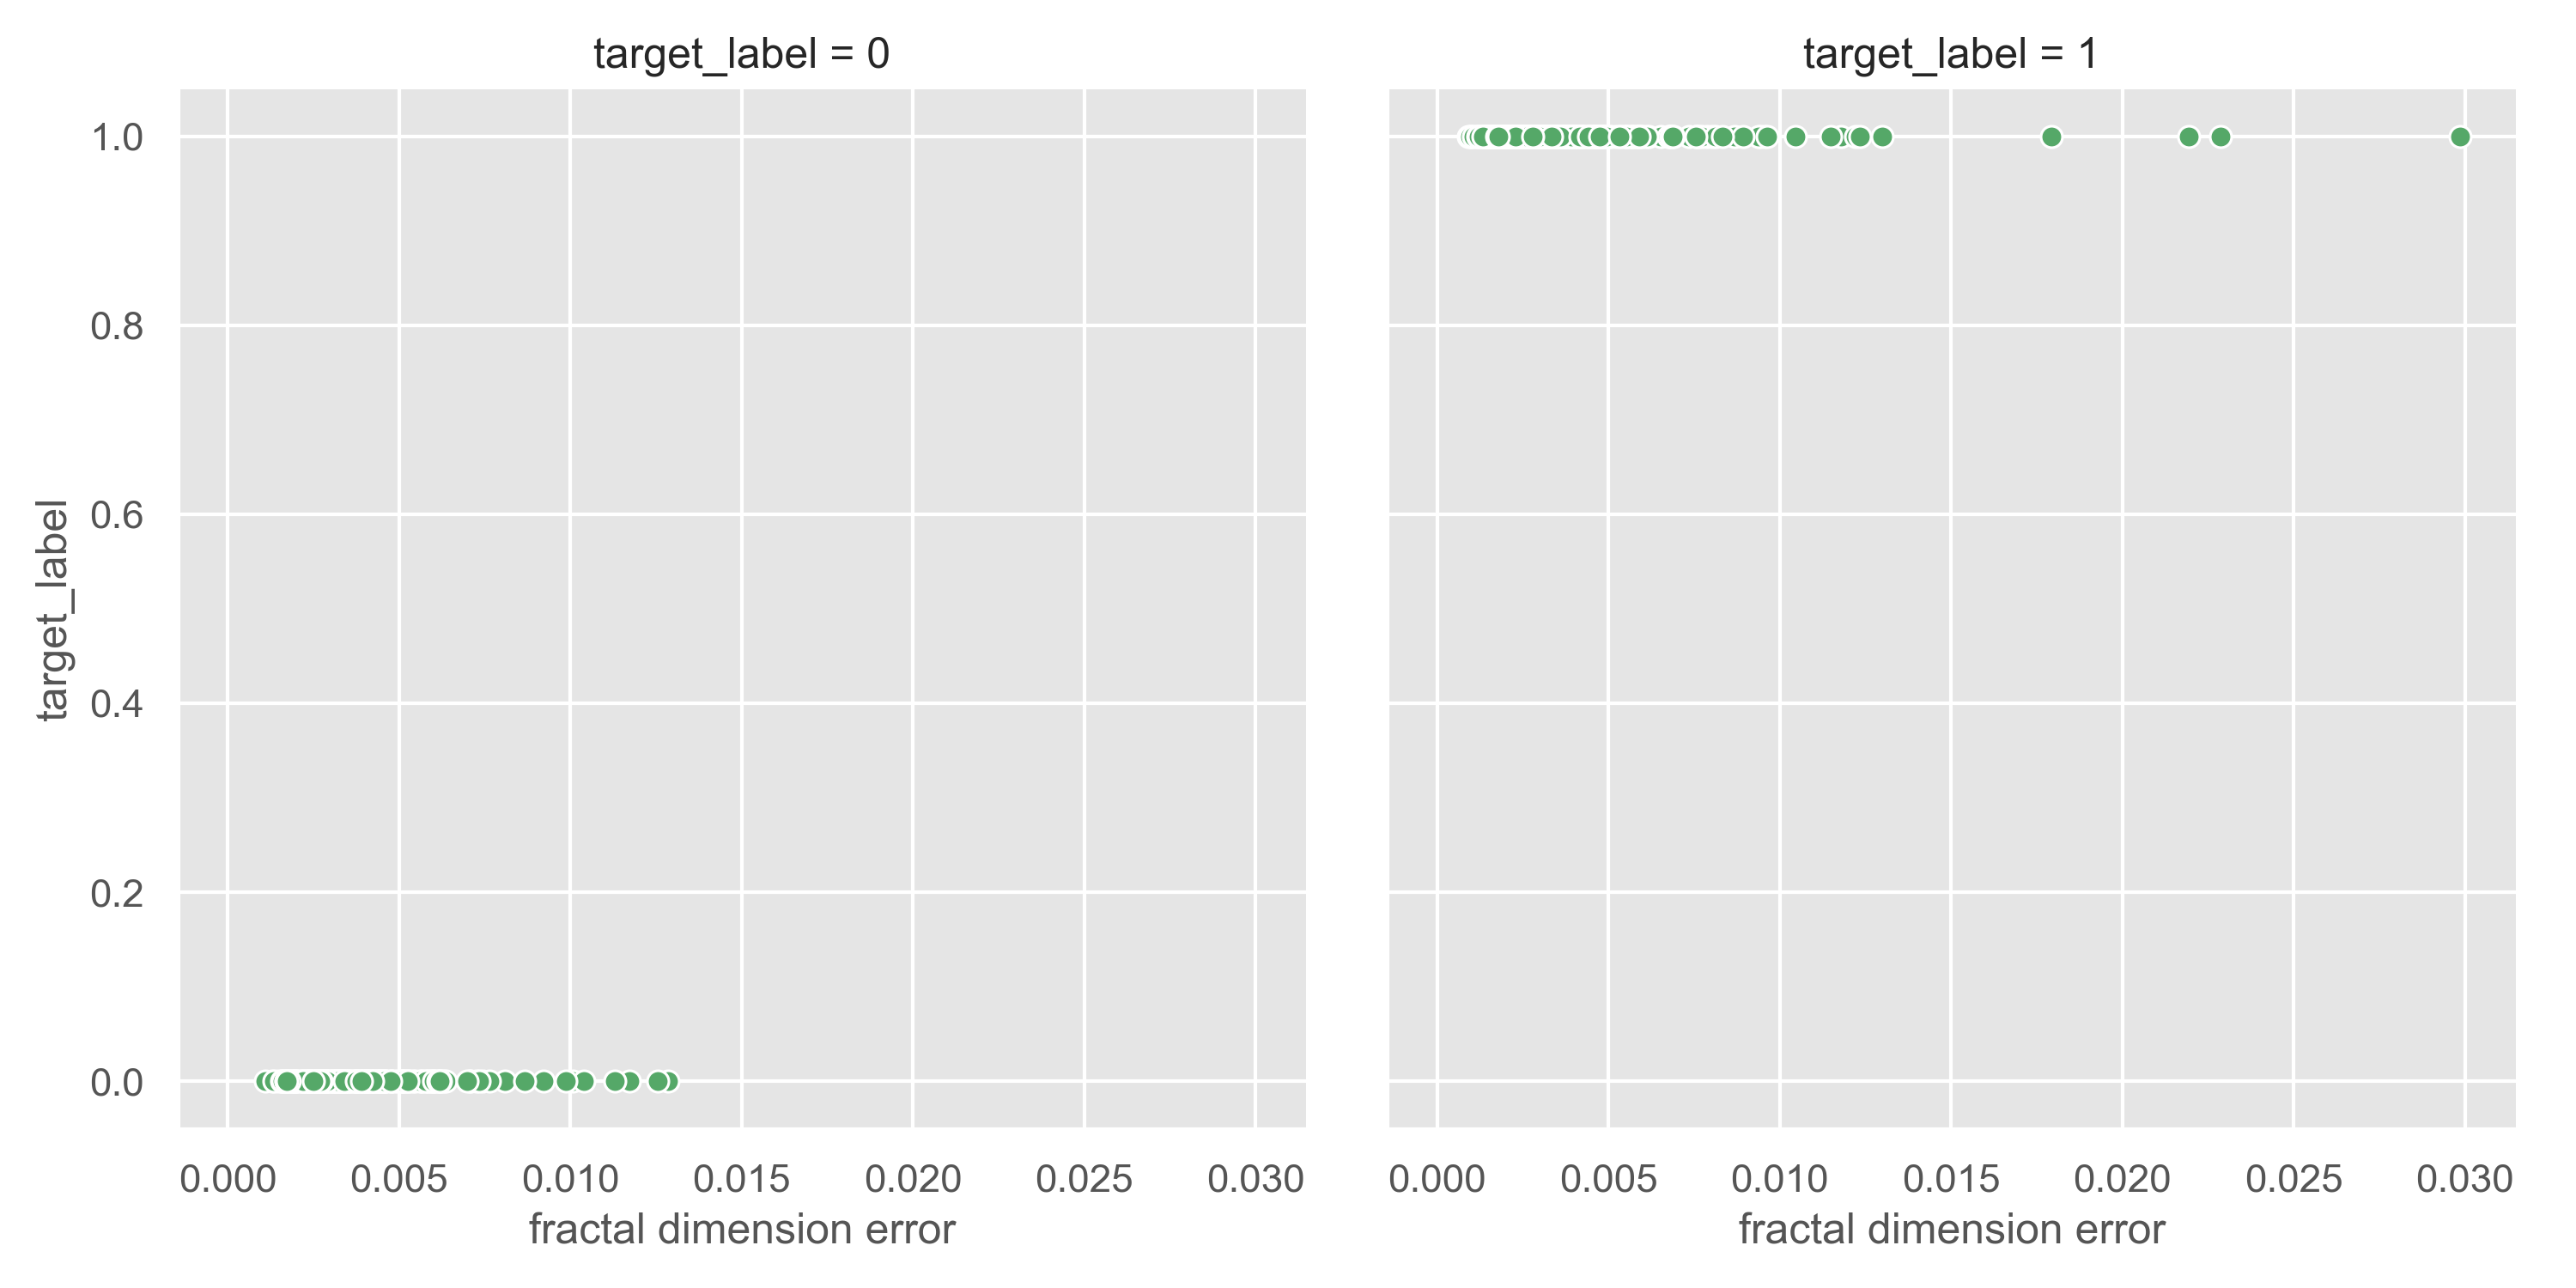 target_label = 0
target_label = 1
1.0
0.8
0.6
0.4
0.2
0.0
target_label
0.000 0.005 0.010 0.015 0.020 0.025 0.030
0.000 0.005 0.010 0.015 0.020 0.025 0.030
fractal dimension error
fractal dimension error